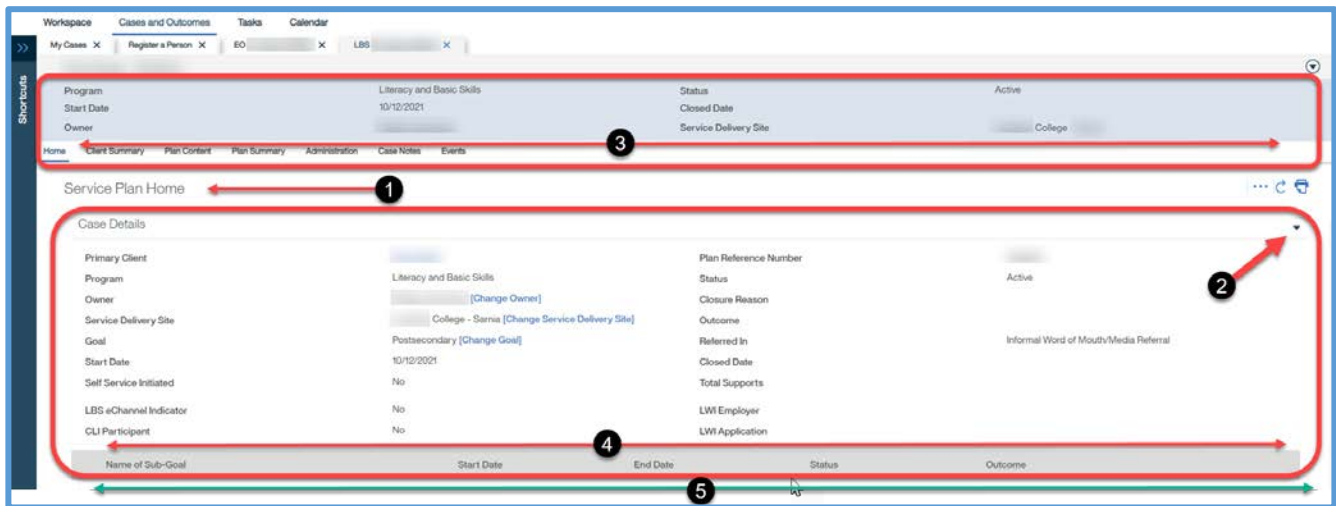 Workspace Cases and Outcomes Tasks Calendar
My Cases X Register a Person X EO X LBS X
Shortcuts
Program Literacy and Basic Skills Status Active
Start Date 10/12/2021 Closed Date
Owner Service Delivery Site College
3
Home Client Summary Plan Content Plan Summary Administration Case Notes Events
Service Plan Home 1
Case Details
2
Primary Client Plan Reference Number
Program Literacy and Basic Skills Status Active
Owner [Change Owner] Closure Reason
Service Delivery Site College - Sarnia [Change Service Delivery Site] Outcome
Goal Postsecondary [Change Goal] Referred In Informal Word of Mouth/Media Referral
Start Date 10/12/2021 Closed Date
Self Service Initiated No Total Supports
LBS eChannel Indicator No LWI Employer
CLI Participant No LWI Application
4
Name of Sub-Goal Start Date End Date Status Outcome
5